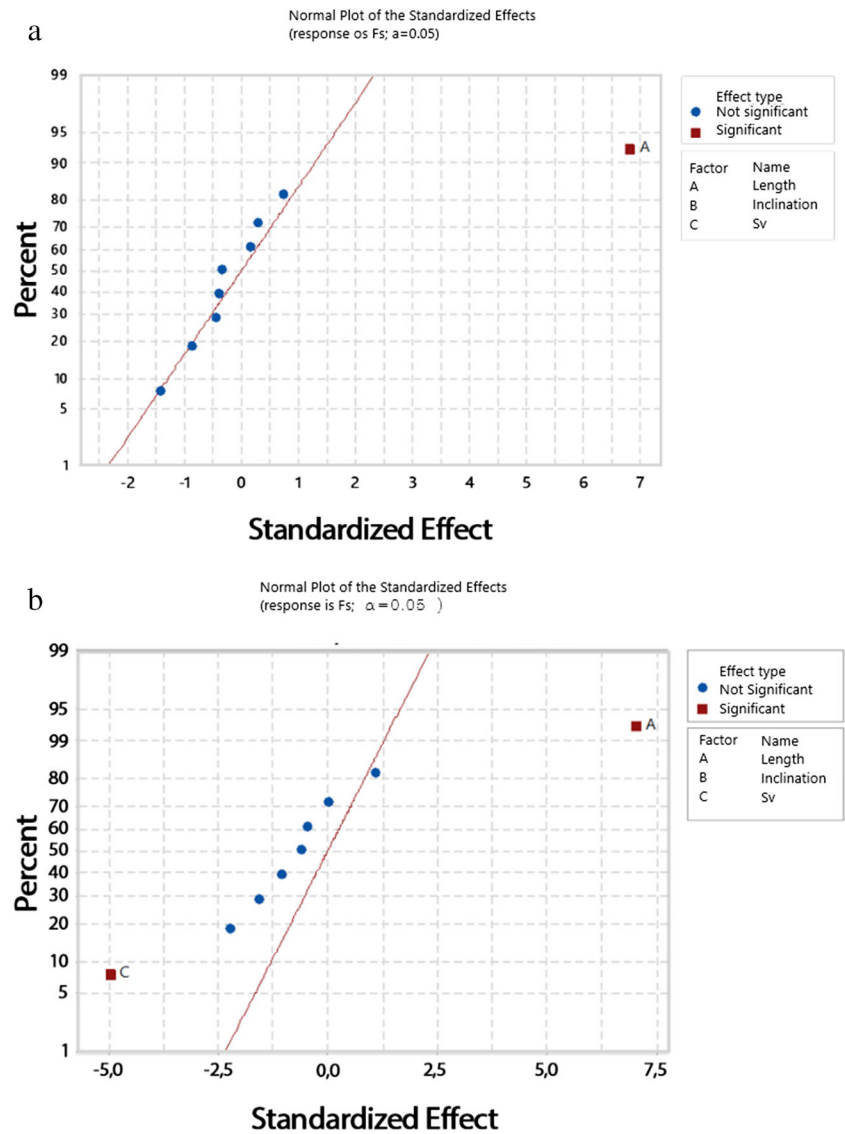 a
Normal Plot of the Standardized Effects
(response os Fs; a=0.05)
99
95
90
80
70
60
50
40
30
20
10
5
1
Percent
-2 -1 0 1 2 3 4 5 6 7
Standardized Effect
A
Effect type
Not significant
Significant
Factor Name
A Length
B Inclination
C Sv
b
Normal Plot of the Standardized Effects
(response is Fs; α=0.05 )
99
95
99
80
70
60
50
40
30
20
10
5
1
Percent
-5,0 -2,5 0,0 2,5 5,0 7,5
Standardized Effect
A
C
Effect type
Not Significant
Significant
Factor Name
A Length
B Inclination
C Sv